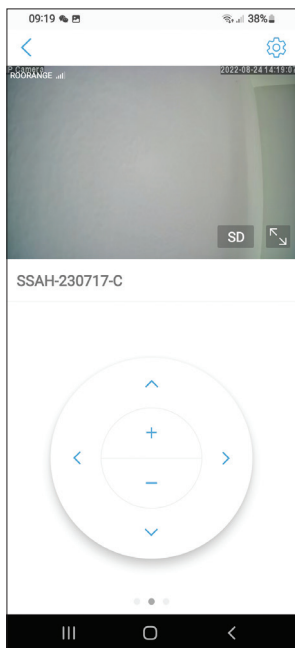 09:19 38%
P Camera 2022-08-24 14:19:0
ROORANGE
SD
SSAH-230717-C